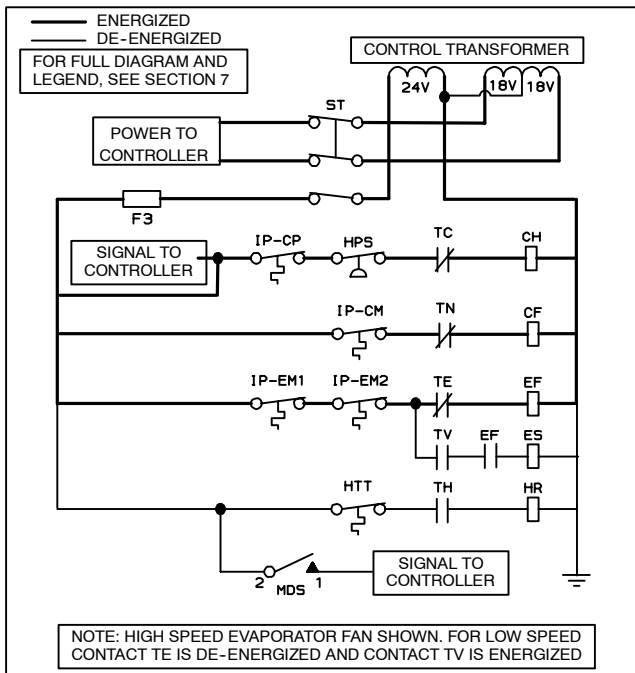 ENERGIZED
DE-ENERGIZED
FOR FULL DIAGRAM AND
LEGEND, SEE SECTION 7
CONTROL TRANSFORMER
24V
18V
18V
ST
POWER TO
CONTROLLER
F3
SIGNAL TO
CONTROLLER
IP-CP
HPS
TC
CH
IP-CM
TN
CF
IP-EM1
IP-EM2
TE
EF
TV
EF
ES
HTT
TH
HR
2
MDS
1
SIGNAL TO
CONTROLLER
NOTE: HIGH SPEED EVAPORATOR FAN SHOWN. FOR LOW SPEED
CONTACT TE IS DE-ENERGIZED AND CONTACT TV IS ENERGIZED